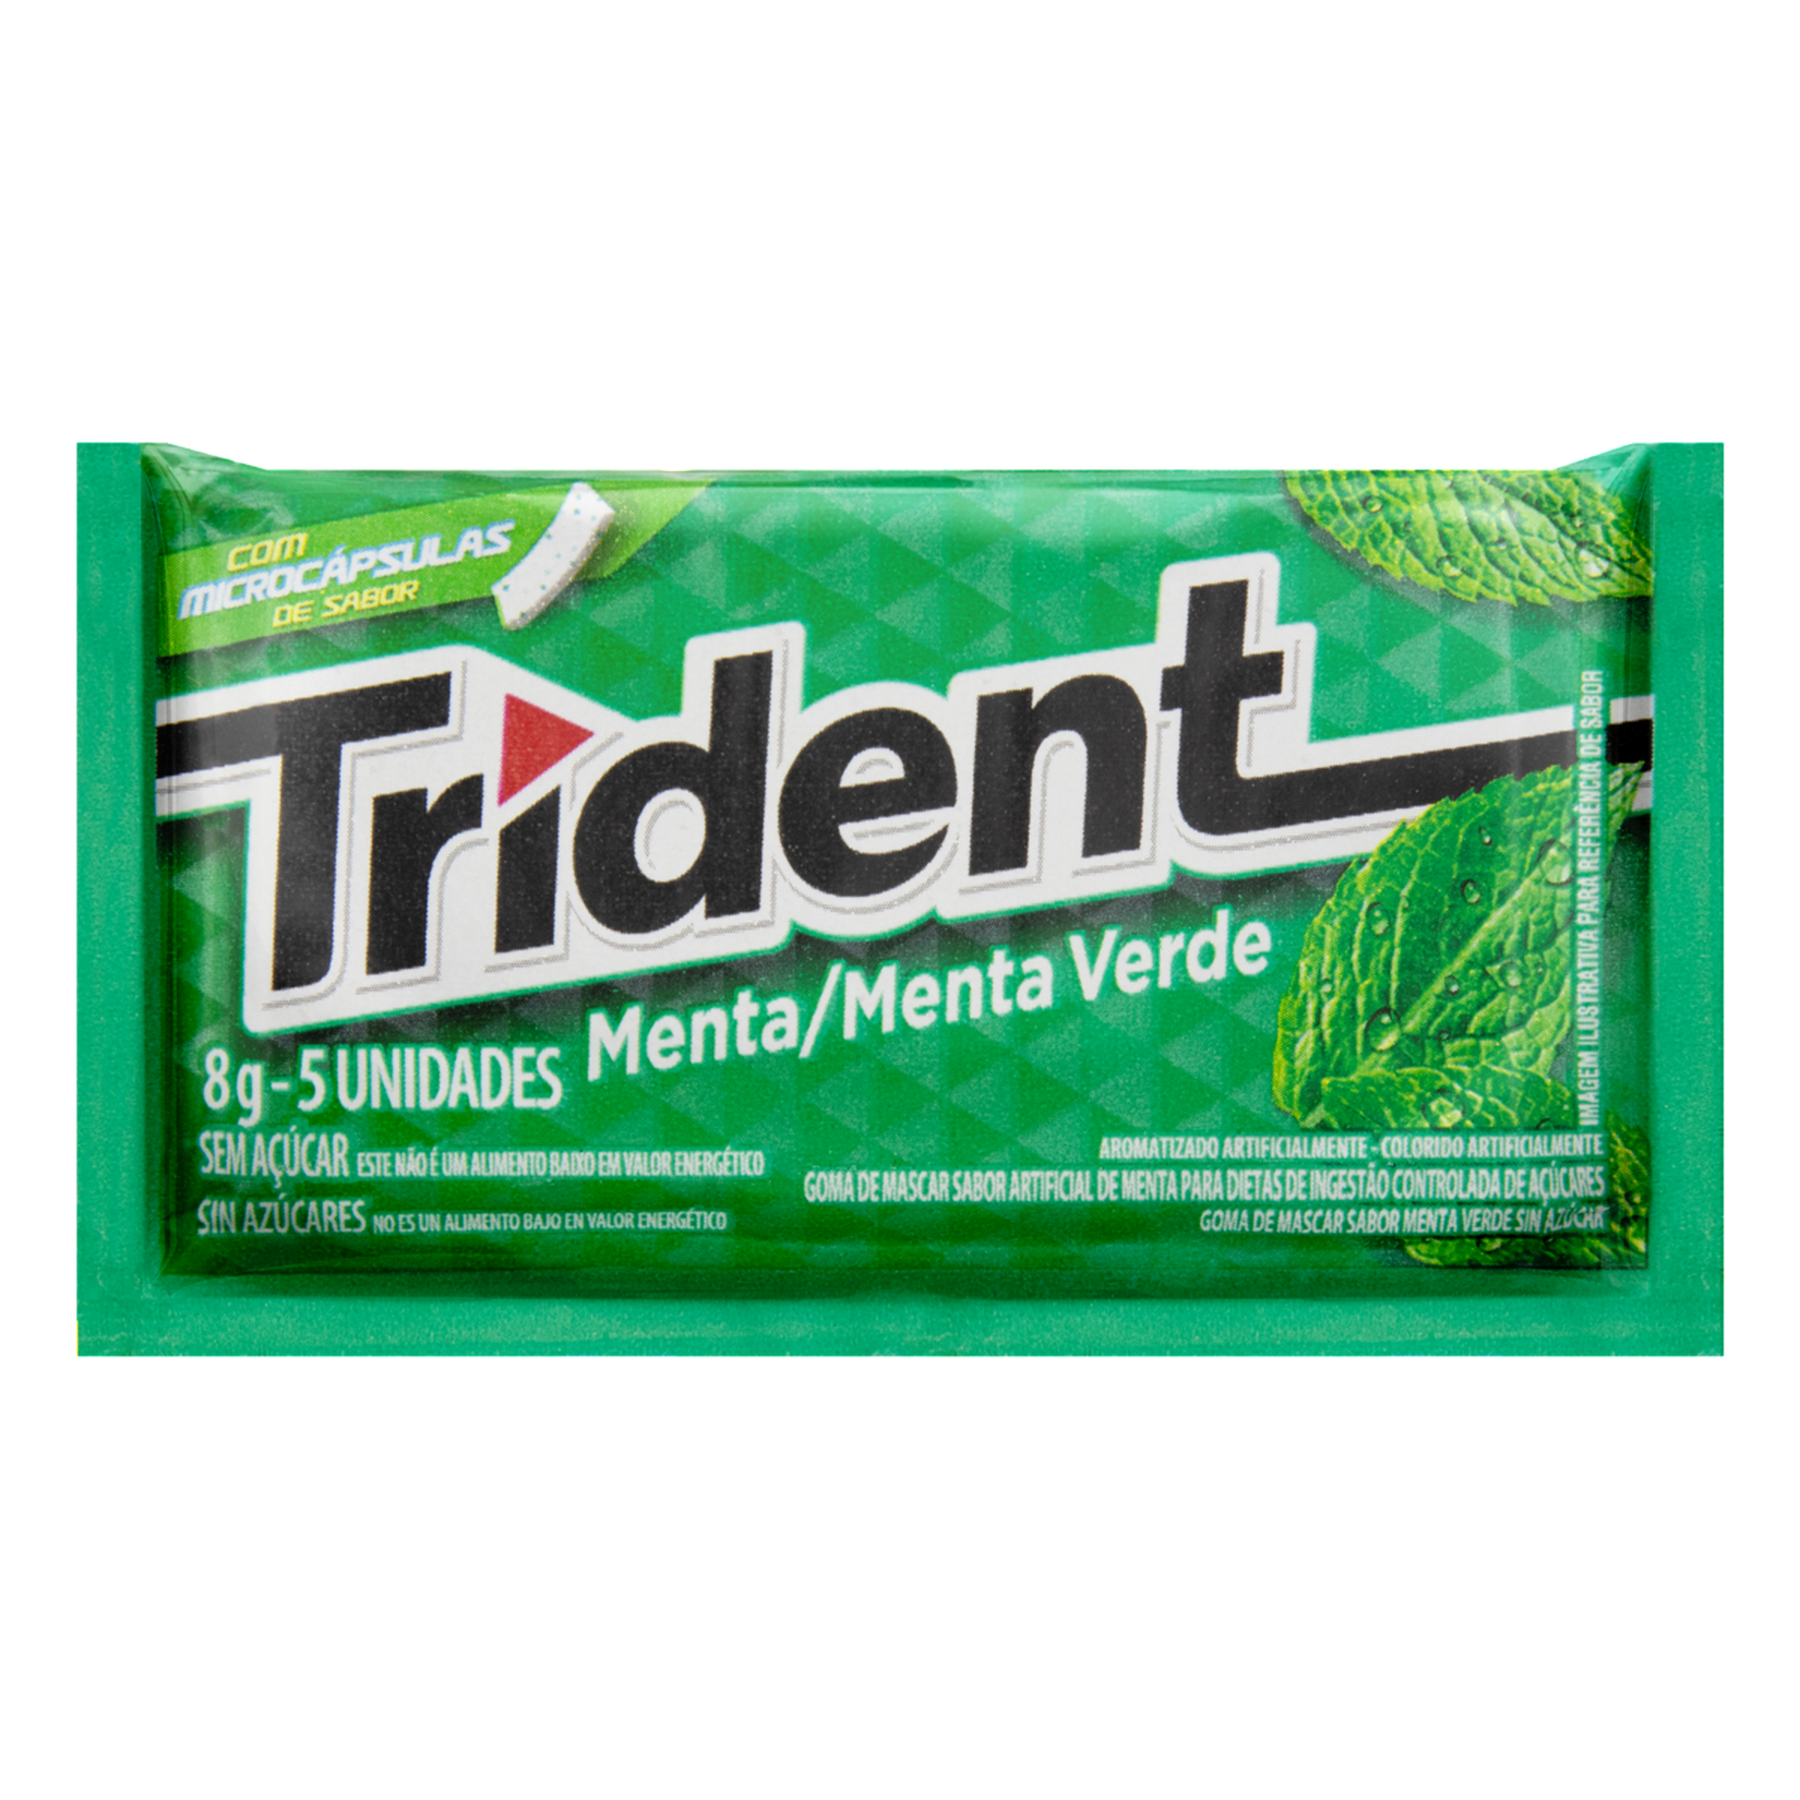 COM
MICROCÁPSULAS
DE SABOR
Trident
Menta/Menta Verde
8g-5 UNIDADES
SEM AÇÚCAR ESTE NÃO É UM ALIMENTO BAIXO EM VALOR ENERGÉTICO
SIN AZÚCARES NO ES UN ALIMENTO BAJO EN VALOR ENERGÉTICO
AROMATIZADO ARTIFICIALMENTE - COLORIDO ARTIFICIALMENTE
GOMA DE MASCAR SABOR ARTIFICIAL DE MENTA PARA DIETAS DE INGESTÃO CONTROLADA DE AÇÚCARES
GOMA DE MASCAR SABOR MENTA VERDE SIN AZÚCAR
IMAGEM ILUSTRATIVA PARA REFERÊNCIA DE SABOR